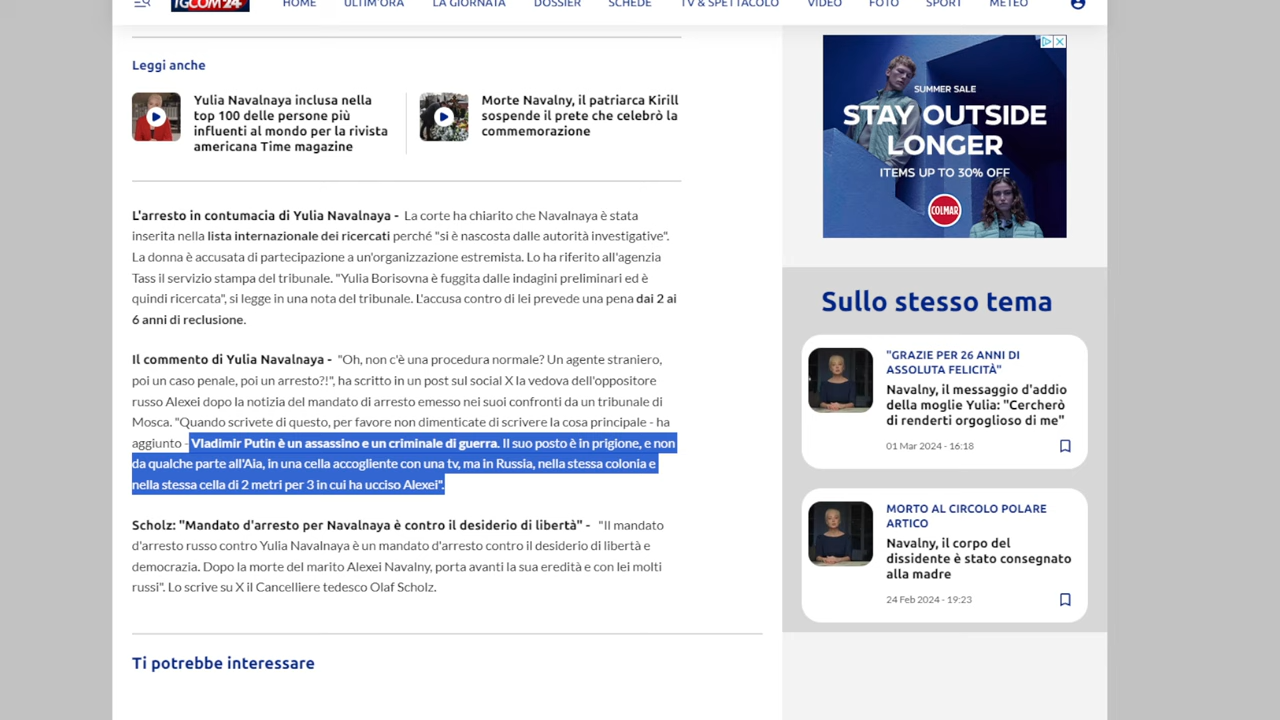 TGCOM24
HOME
ULTIM'ORA
LA GIORNATA
DOSSIER
SCHEDE
TV & SPETTACOLO
VIDEO
FOTO
SPORT
METEO
Leggi anche
Yulia Navalnaya inclusa nella
top 100 delle persone più
influenti al mondo per la rivista
americana Time magazine
Morte Navalny, il patriarca Kirill
sospende il prete che celebrò la
commemorazione
L'arresto in contumacia di Yulia Navalnaya - La corte ha chiarito che Navalnaya è stata
inserita nella lista internazionale dei ricercati perché "si è nascosta dalle autorità investigative".
La donna è accusata di partecipazione a un'organizzazione estremista. Lo ha riferito all'agenzia
Tass il servizio stampa del tribunale. "Yulia Borisovna è fuggita dalle indagini preliminari ed è
quindi ricercata", si legge in una nota del tribunale. L'accusa contro di lei prevede una pena dai 2 ai
6 anni di reclusione.
Il commento di Yulia Navalnaya - "Oh, non c'è una procedura normale? Un agente straniero,
poi un caso penale, poi un arresto?!", ha scritto in un post sul social X la vedova dell'oppositore
russo Alexei dopo la notizia del mandato di arresto emesso nei suoi confronti da un tribunale di
Mosca. "Quando scrivete di questo, per favore non dimenticate di scrivere la cosa principale - ha
aggiunto - Vladimir Putin è un assassino e un criminale di guerra. Il suo posto è in prigione, e non
da qualche parte all'Aia, in una cella accogliente con una tv, ma in Russia, nella stessa colonia e
nella stessa cella di 2 metri per 3 in cui ha ucciso Alexei".
Scholz: "Mandato d'arresto per Navalnaya è contro il desiderio di libertà" - "Il mandato
d'arresto russo contro Yulia Navalnaya è un mandato d'arresto contro il desiderio di libertà e
democrazia. Dopo la morte del marito Alexei Navalny, porta avanti la sua eredità e con lei molti
russi". Lo scrive su X il Cancelliere tedesco Olaf Scholz.
Ti potrebbe interessare
SUMMER SALE
STAY OUTSIDE
LONGER
ITEMS UP TO 30% OFF
COLMAR
Sullo stesso tema
"GRAZIE PER 26 ANNI DI
ASSOLUTA FELICITÀ"
Navalny, il messaggio d'addio
della moglie Yulia: "Cercherò
di renderti orgoglioso di me"
01 Mar 2024 - 16:18
MORTO AL CIRCOLO POLARE
ARTICO
Navalny, il corpo del
dissidente è stato consegnato
alla madre
24 Feb 2024 - 19:23